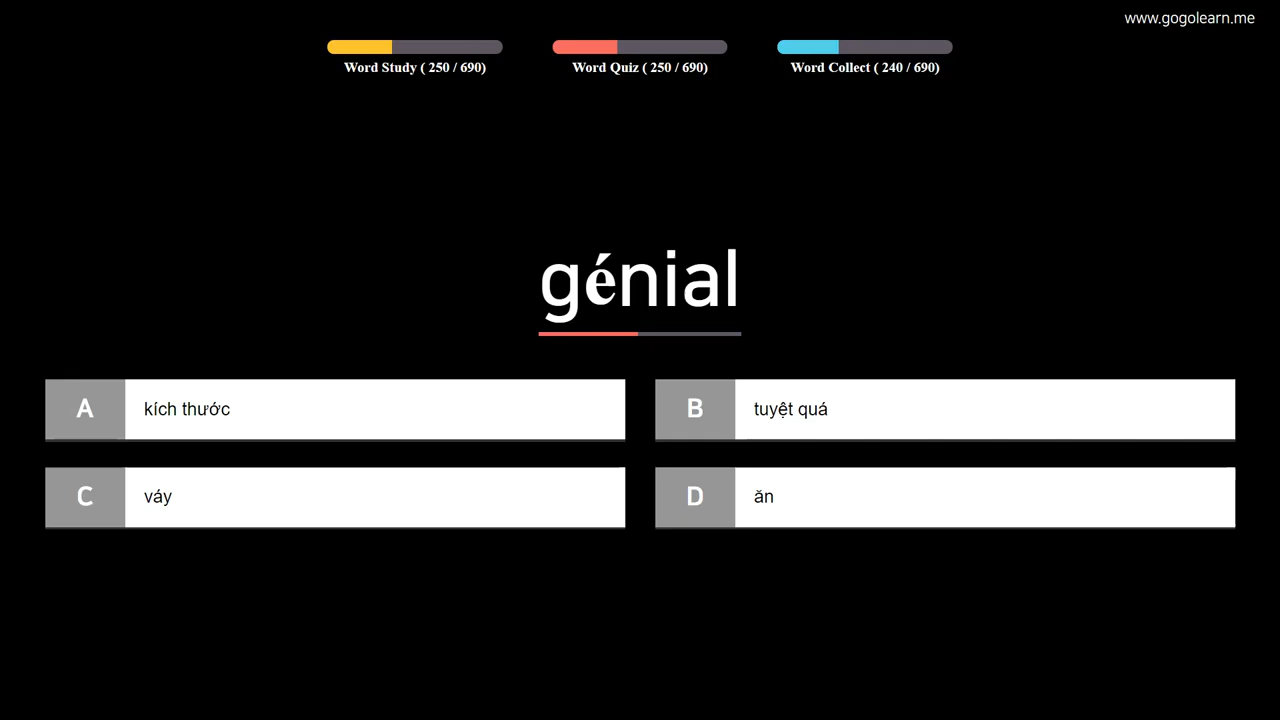 www.gogolearn.me
Word Study ( 250 / 690)
Word Quiz ( 250 / 690)
Word Collect ( 240 / 690)
génial
A kích thước
B tuyệt quá
C váy
D ăn